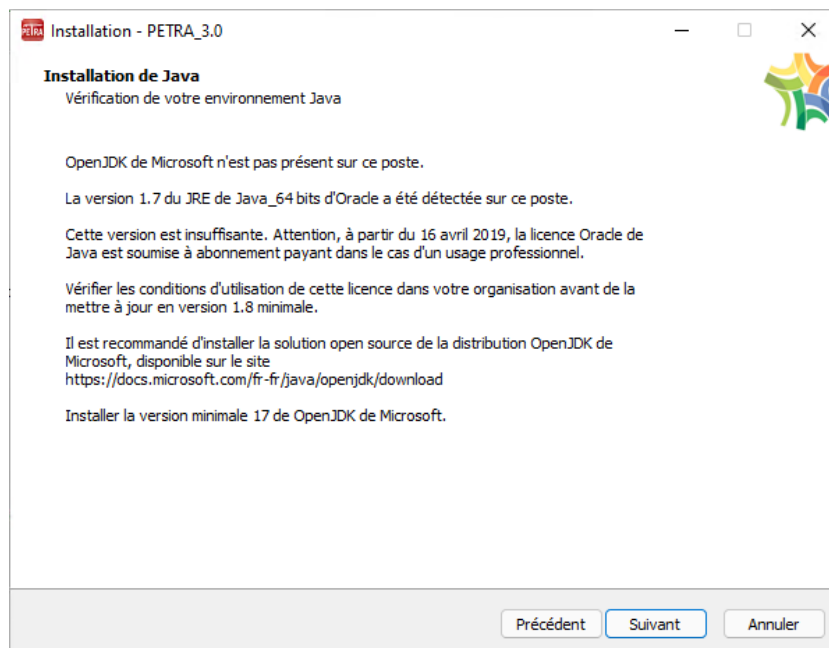 PETRA Installation - PETRA_3.0
Installation de Java
Vérification de votre environnement Java
OpenJDK de Microsoft n'est pas présent sur ce poste.
La version 1.7 du JRE de Java_64 bits d'Oracle a été détectée sur ce poste.
Cette version est insuffisante. Attention, à partir du 16 avril 2019, la licence Oracle de
Java est soumise à abonnement payant dans le cas d'un usage professionnel.
Vérifier les conditions d'utilisation de cette licence dans votre organisation avant de la
mettre à jour en version 1.8 minimale.
Il est recommandé d'installer la solution open source de la distribution OpenJDK de
Microsoft, disponible sur le site
https://docs.microsoft.com/fr-fr/java/openjdk/download
Installer la version minimale 17 de OpenJDK de Microsoft.
Précédent Suivant Annuler